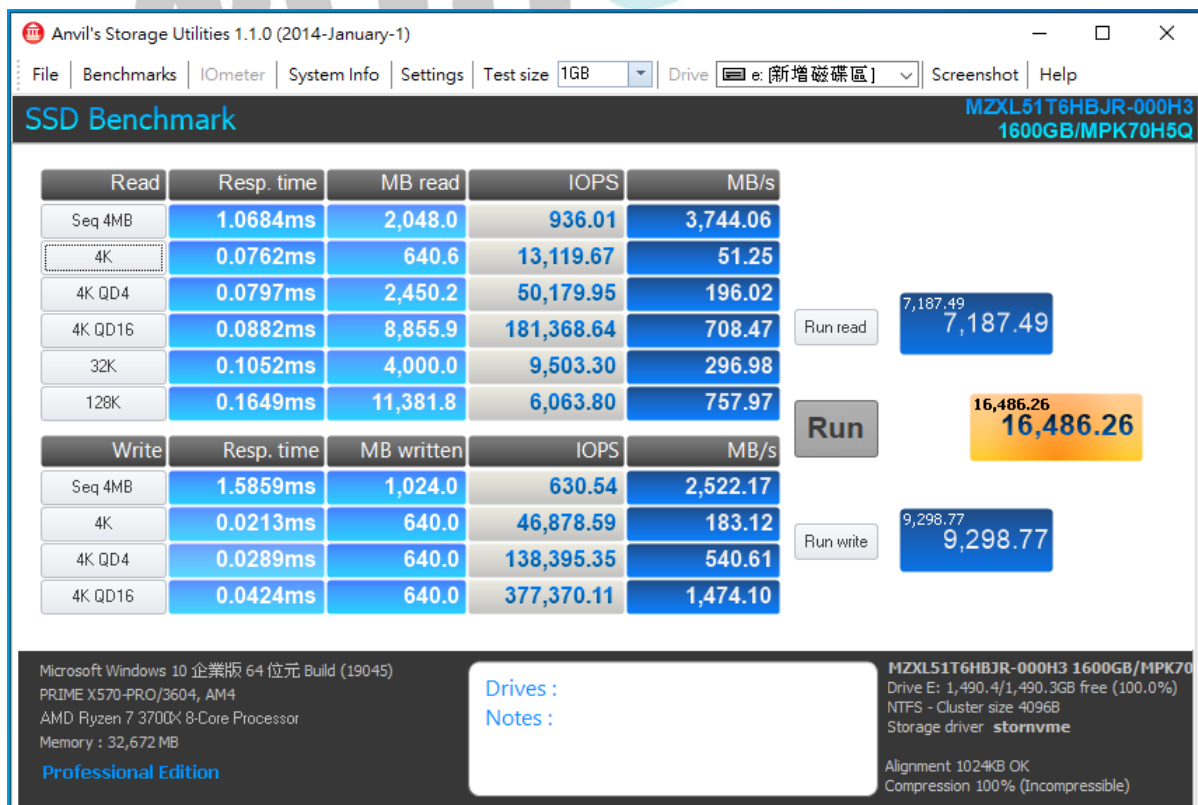 Anvil's Storage Utilities 1.1.0 (2014-January-1)
File Benchmarks IOmeter System Info Settings Test size 1GB Drive e: [新增磁碟區] Screenshot Help
SSD Benchmark
MZXL51T6HBJR-000H3
1600GB/MPK70H5Q
Read Resp. time MB read IOPS MB/s
Seq 4MB 1.0684ms 2,048.0 936.01 3,744.06
4K 0.0762ms 640.6 13,119.67 51.25
4K QD4 0.0797ms 2,450.2 50,179.95 196.02
4K QD16 0.0882ms 8,855.9 181,368.64 708.47
32K 0.1052ms 4,000.0 9,503.30 296.98
128K 0.1649ms 11,381.8 6,063.80 757.97
Run read
7,187.49
7,187.49
Run
16,486.26
16,486.26
Write Resp. time MB written IOPS MB/s
Seq 4MB 1.5859ms 1,024.0 630.54 2,522.17
4K 0.0213ms 640.0 46,878.59 183.12
4K QD4 0.0289ms 640.0 138,395.35 540.61
4K QD16 0.0424ms 640.0 377,370.11 1,474.10
Run write
9,298.77
9,298.77
Microsoft Windows 10 企業版 64 位元 Build (19045)
PRIME X570-PRO/3604, AM4
AMD Ryzen 7 3700X 8-Core Processor
Memory : 32,672 MB
Professional Edition
Drives :
Notes :
MZXL51T6HBJR-000H3 1600GB/MPK70
Drive E: 1,490.4/1,490.3GB free (100.0%)
NTFS - Cluster size 4096B
Storage driver stornvme
Alignment 1024KB OK
Compression 100% (Incompressible)